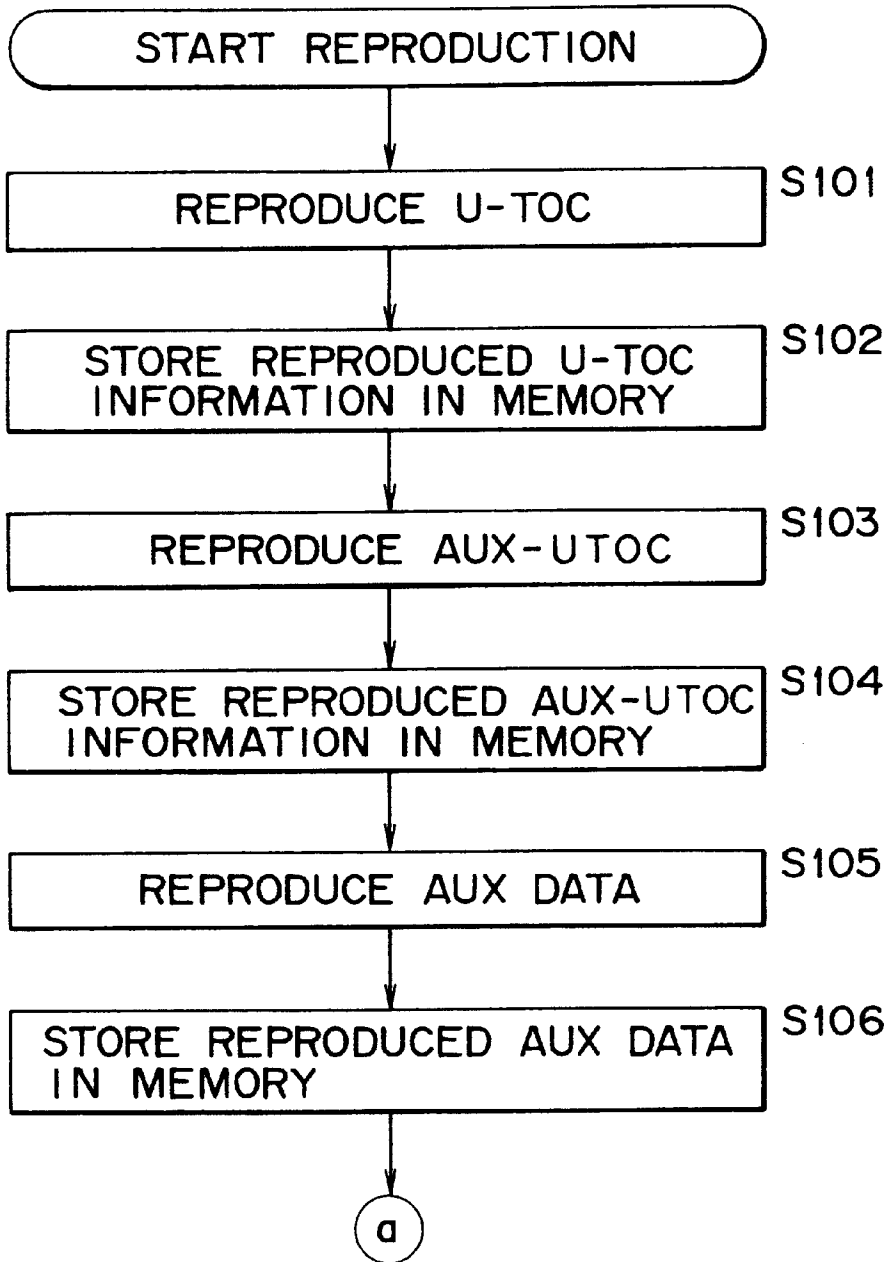 START REPRODUCTION
S101
REPRODUCE U-TOC
S102
STORE REPRODUCED U-TOC
INFORMATION IN MEMORY
S103
REPRODUCE AUX-UTOC
S104
STORE REPRODUCED AUX-UTOC
INFORMATION IN MEMORY
S105
REPRODUCE AUX DATA
S106
STORE REPRODUCED AUX DATA
IN MEMORY
a